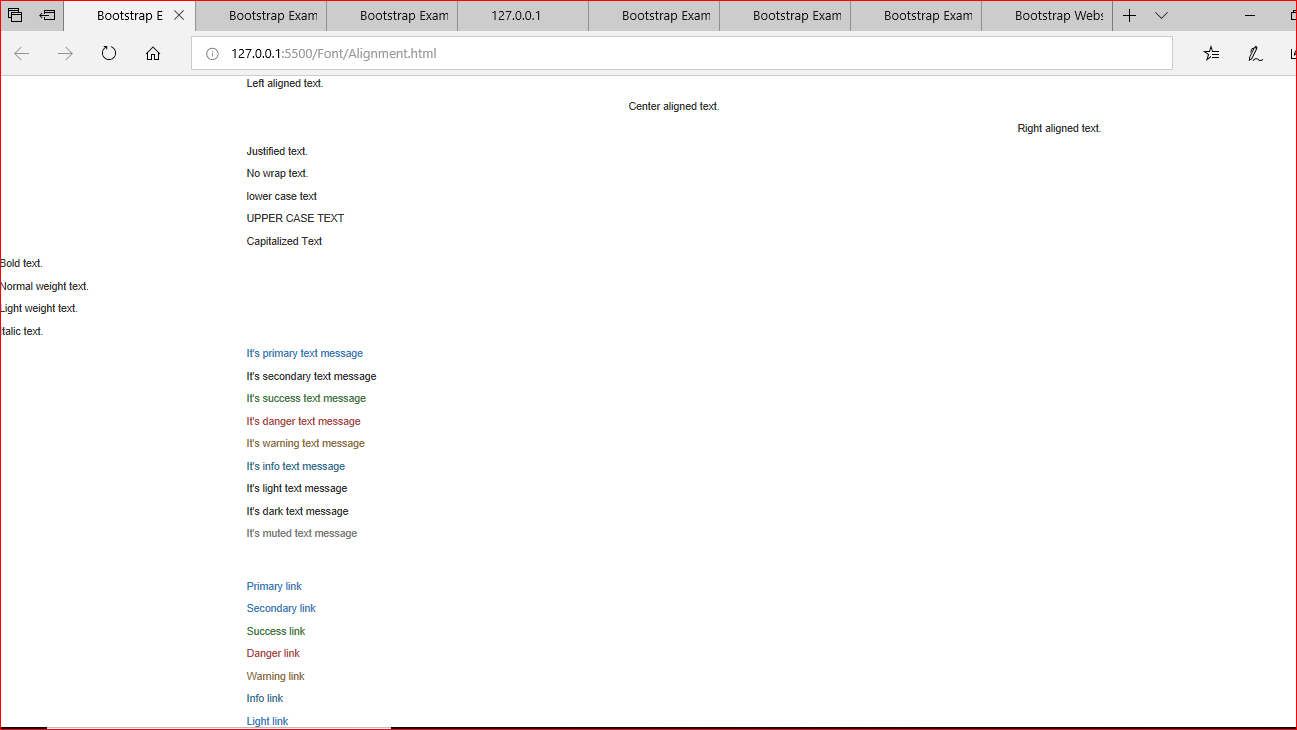 Bootstrap E Bootstrap Exam Bootstrap Exam 127.0.0.1 Bootstrap Exam Bootstrap Exam Bootstrap Exam Bootstrap Webs
127.0.0.1:5500/Font/Alignment.html
Left aligned text.
Center aligned text.
Right aligned text.
Justified text.
No wrap text.
lower case text
UPPER CASE TEXT
Capitalized Text
Bold text.
Normal weight text.
Light weight text.
Italic text.
It's primary text message
It's secondary text message
It's success text message
It's danger text message
It's warning text message
It's info text message
It's light text message
It's dark text message
It's muted text message
Primary link
Secondary link
Success link
Danger link
Warning link
Info link
Light link